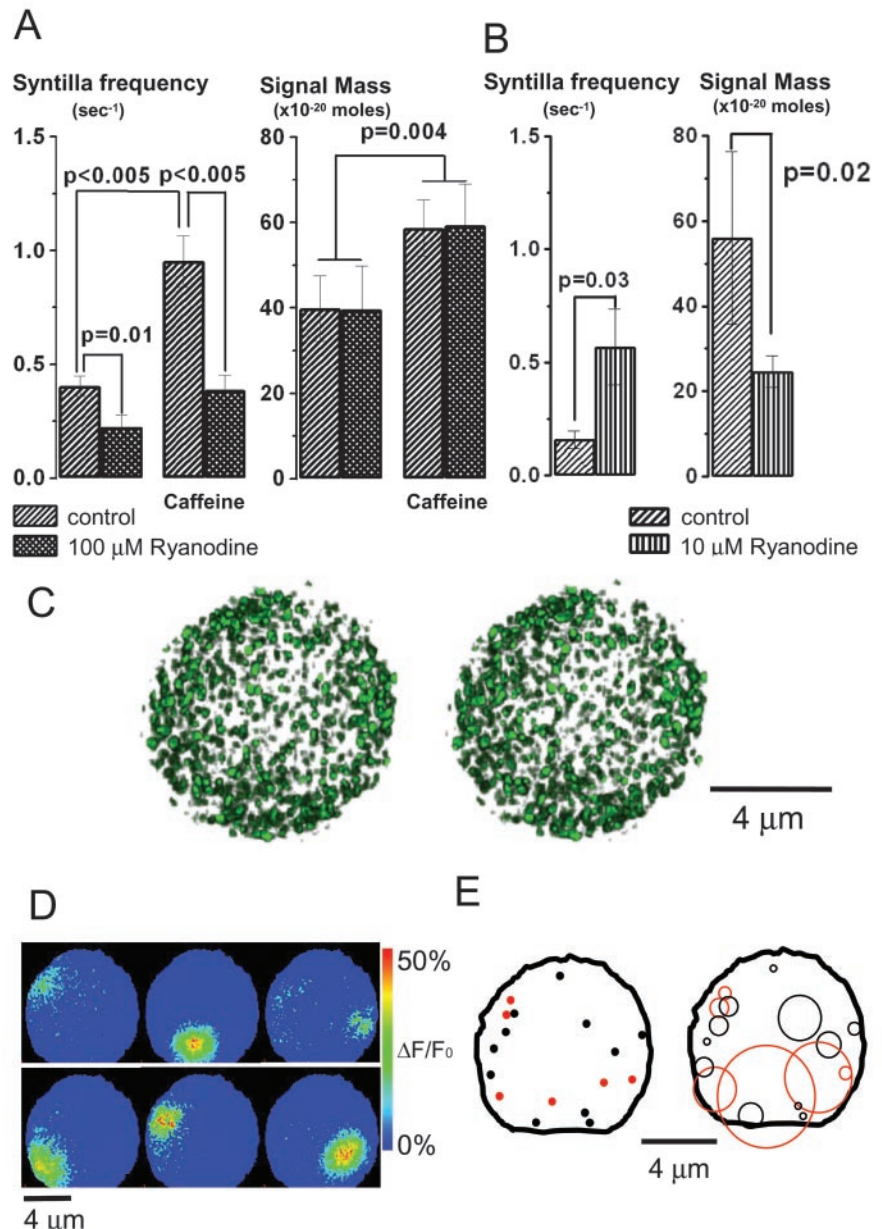 A
Syntilla frequency
(sec⁻¹)
1.5
1.0
0.5
0.0
p<0.005
p<0.005
p=0.01
Caffeine
Signal Mass
(x10⁻²⁰ moles)
80
60
40
20
0
p=0.004
Caffeine
control
100 μM Ryanodine
B
Syntilla frequency
(sec⁻¹)
1.5
1.0
0.5
0.0
p=0.03
Signal Mass
(x10⁻²⁰ moles)
80
60
40
20
0
p=0.02
control
10 μM Ryanodine
C
4 μm
D
50%
ΔF/F₀
0%
4 μm
E
4 μm